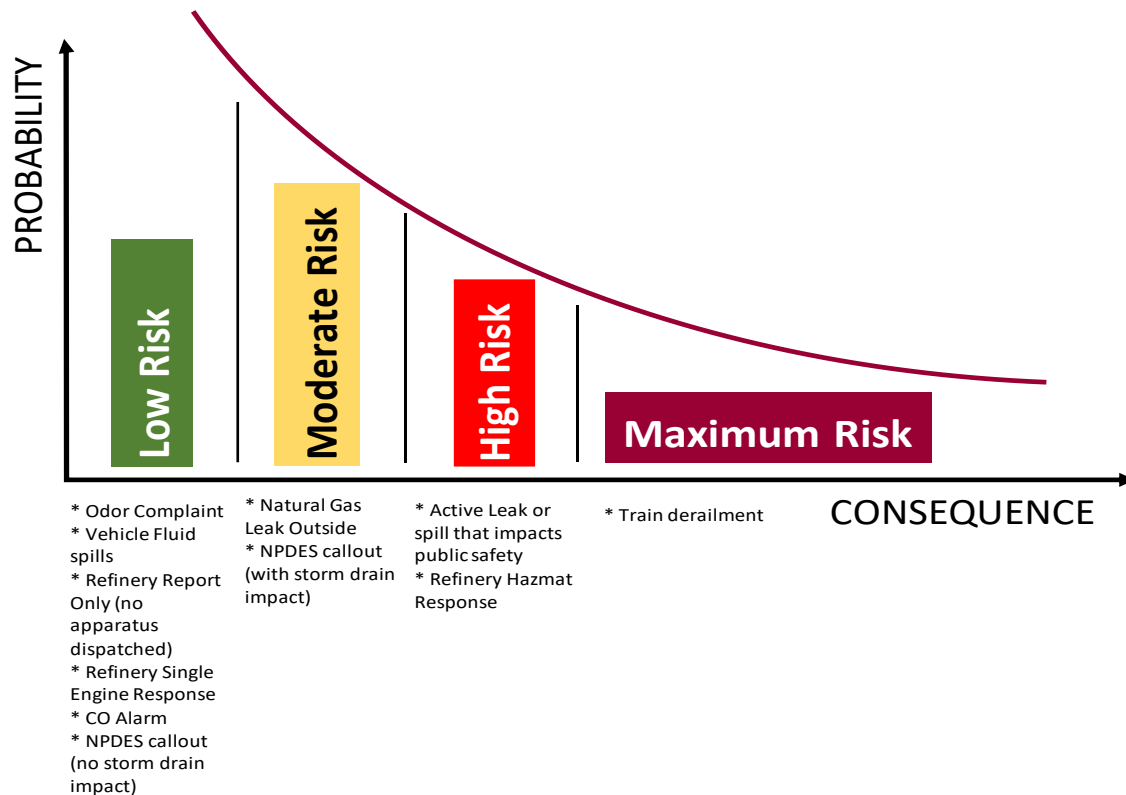 PROBABILITY
Low Risk
Moderate Risk
High Risk
Maximum Risk
CONSEQUENCE
* Odor Complaint
* Vehicle Fluid
spills
* Refinery Report
Only (no
apparatus
dispatched)
* Refinery Single
Engine Response
* CO Alarm
* NPDES callout
(no storm drain
impact)
* Natural Gas
Leak Outside
* NPDES callout
(with storm drain
impact)
* Active Leak or
spill that impacts
public safety
* Refinery Hazmat
Response
* Train derailment